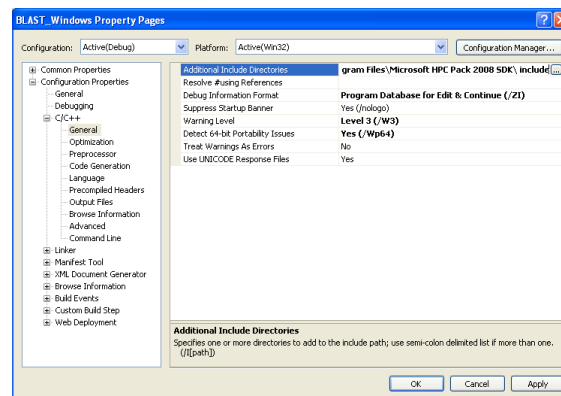 BLAST_Windows Property Pages
Configuration: Active(Debug) Platform: Active(Win32) Configuration Manager...
Common Properties
Configuration Properties
General
Debugging
C/C++
General
Optimization
Preprocessor
Code Generation
Language
Precompiled Headers
Output Files
Browse Information
Advanced
Command Line
Linker
Manifest Tool
XML Document Generator
Browse Information
Build Events
Custom Build Step
Web Deployment
Additional Include Directories gram Files\Microsoft HPC Pack 2008 SDK\ include ...
Resolve #using References
Debug Information Format Program Database for Edit & Continue (/ZI)
Suppress Startup Banner Yes (/nologo)
Warning Level Level 3 (/W3)
Detect 64-bit Portability Issues Yes (/Wp64)
Treat Warnings As Errors No
Use UNICODE Response Files Yes
Additional Include Directories
Specifies one or more directories to add to the include path; use semi-colon delimited list if more than one.
(/I[path])
OK Cancel Apply